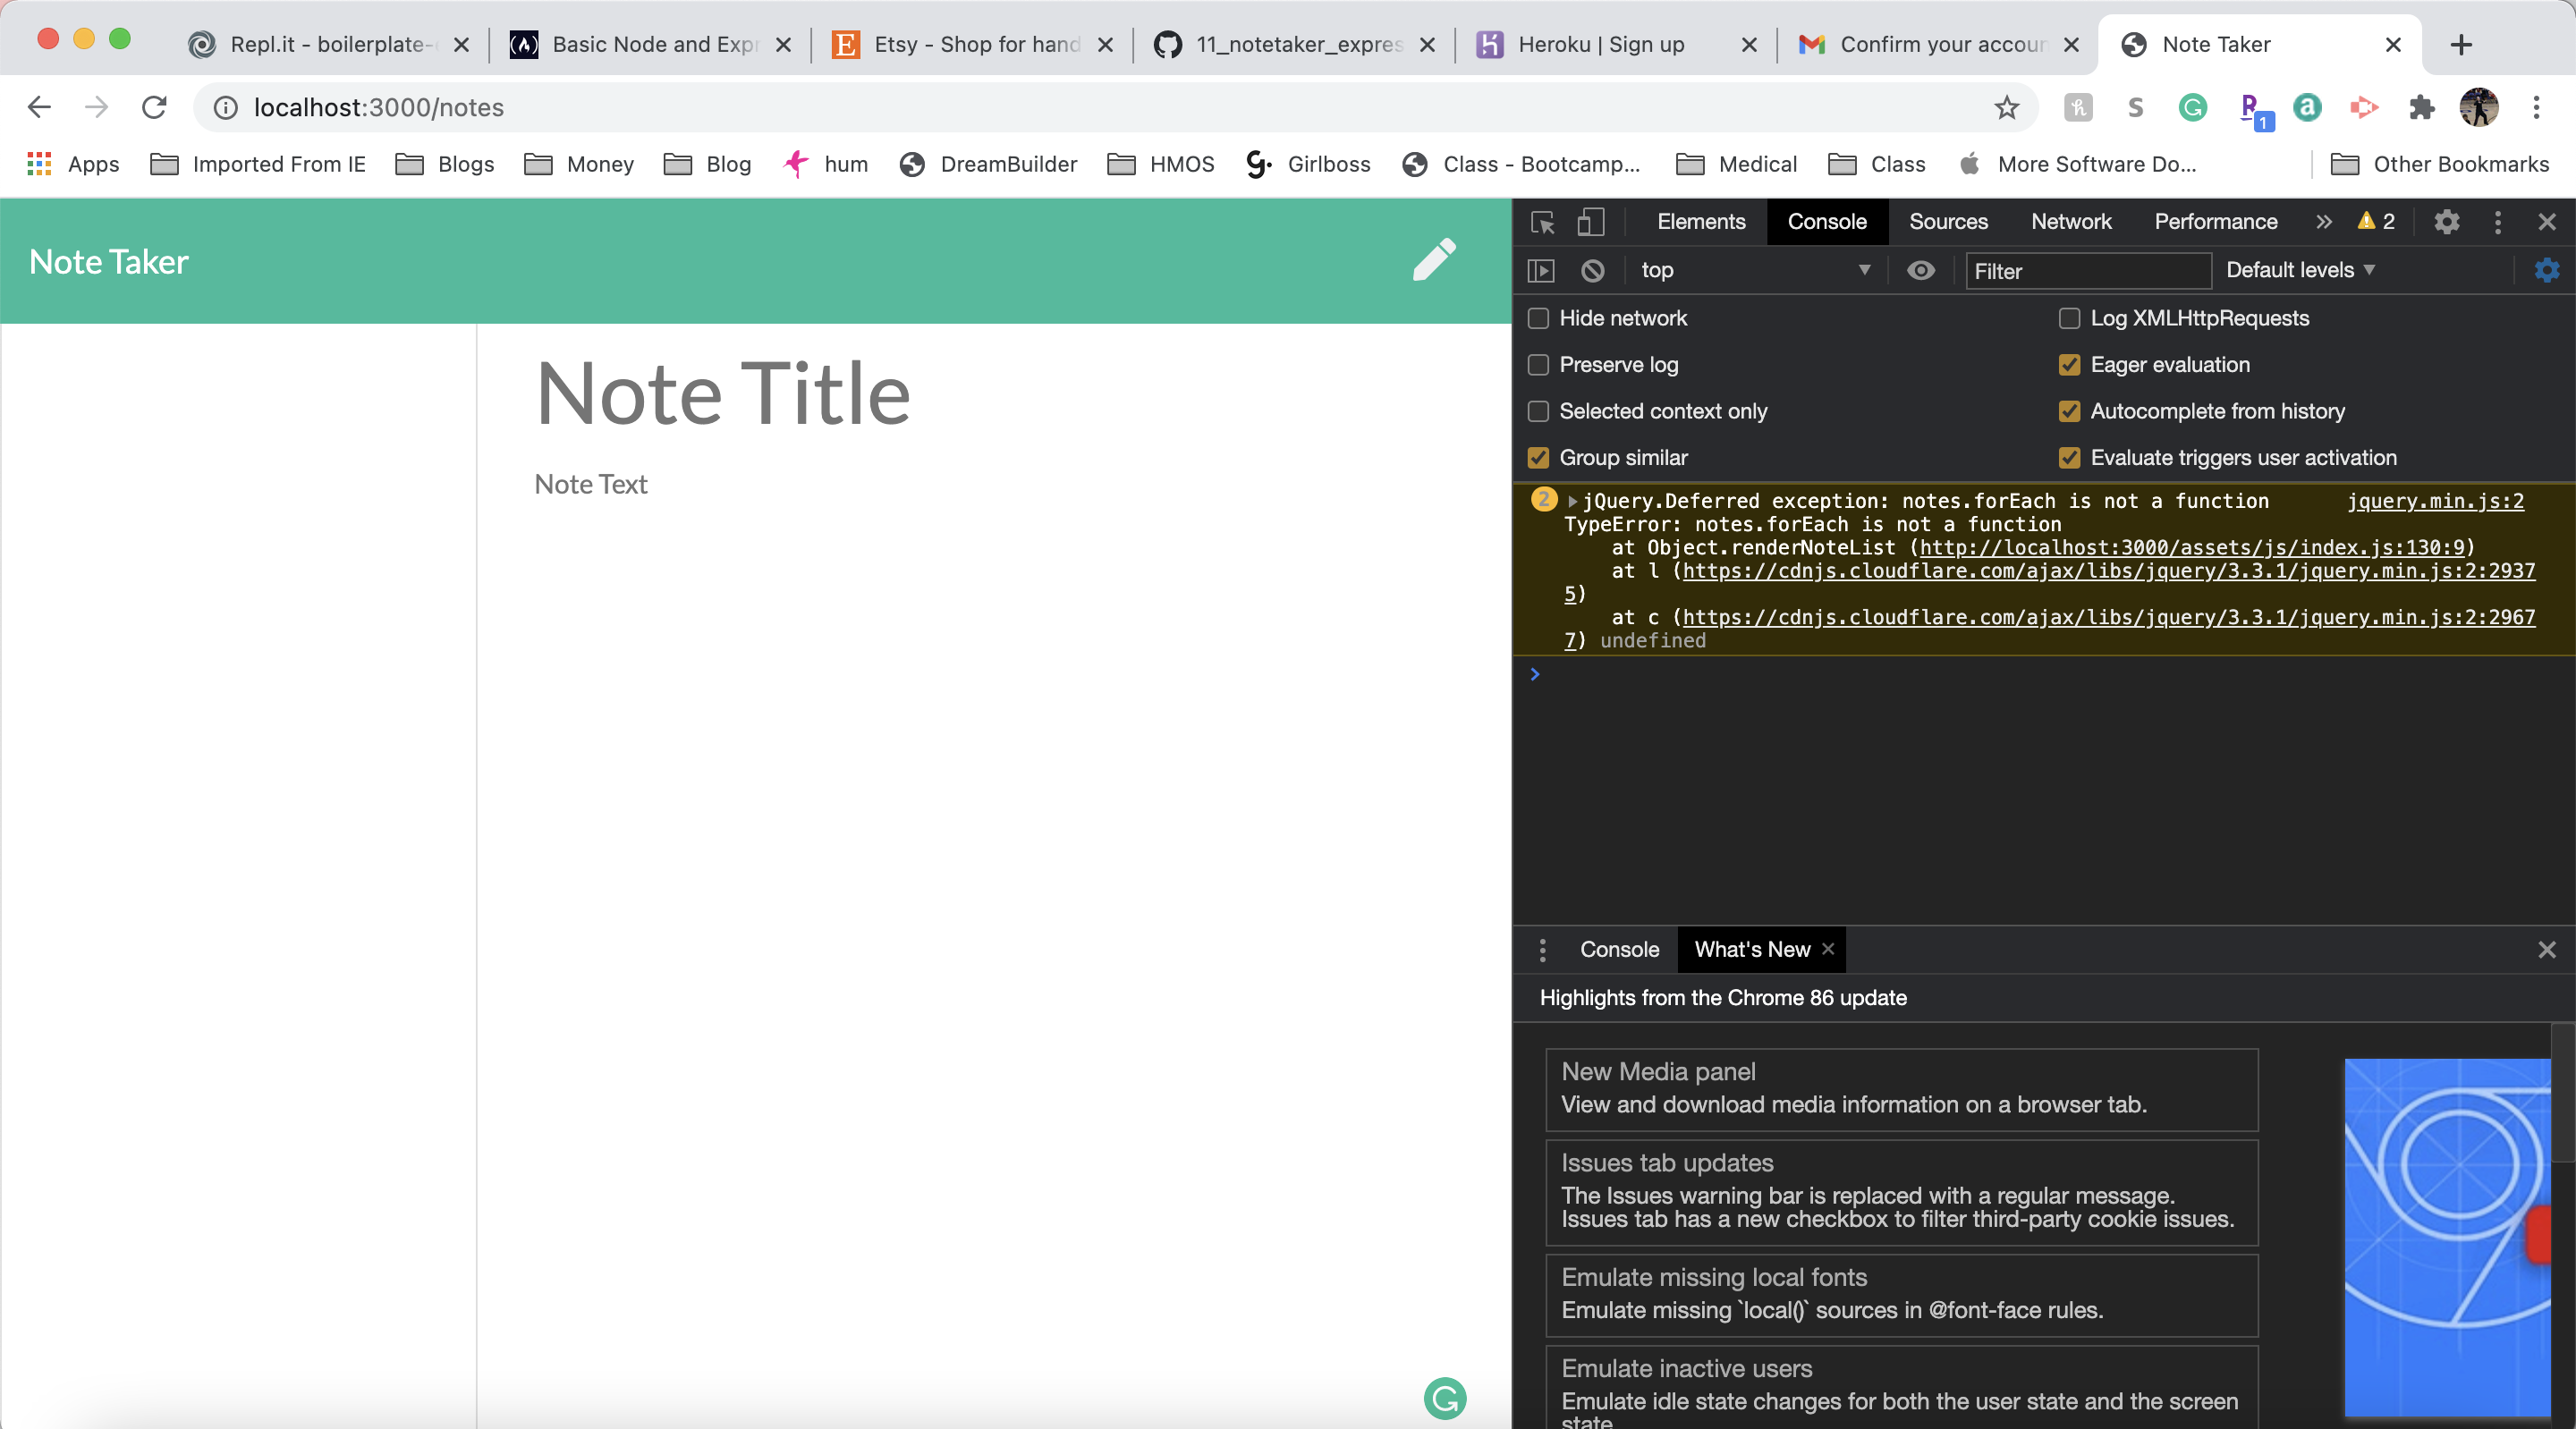 Repl.it - boilerplate-
Basic Node and Exp
Etsy - Shop for hand
11_notetaker_expres
Heroku | Sign up
Confirm your accoun
Note Taker
localhost:3000/notes
1
Apps
Imported From IE
Blogs
Money
Blog
hum
DreamBuilder
HMOS
Girlboss
Class - Bootcamp...
Medical
Class
More Software Do...
Other Bookmarks
Note Taker
Note Title
Note Text
Elements
Console
Sources
Network
Performance
2
top
Filter
Default levels
Hide network
Log XMLHttpRequests
Preserve log
Eager evaluation
Selected context only
Autocomplete from history
Group similar
Evaluate triggers user activation
2 jQuery.Deferred exception: notes.forEach is not a function jquery.min.js:2
TypeError: notes.forEach is not a function
at Object.renderNoteList (http://localhost:3000/assets/js/index.js:130:9)
at l (https://cdnjs.cloudflare.com/ajax/libs/jquery/3.3.1/jquery.min.js:2:2937
5)
at c (https://cdnjs.cloudflare.com/ajax/libs/jquery/3.3.1/jquery.min.js:2:2967
7) undefined
Console
What's New
Highlights from the Chrome 86 update
New Media panel
View and download media information on a browser tab.
Issues tab updates
The Issues warning bar is replaced with a regular message.
Issues tab has a new checkbox to filter third-party cookie issues.
Emulate missing local fonts
Emulate missing `local()` sources in @font-face rules.
Emulate inactive users
Emulate idle state changes for both the user state and the screen
state